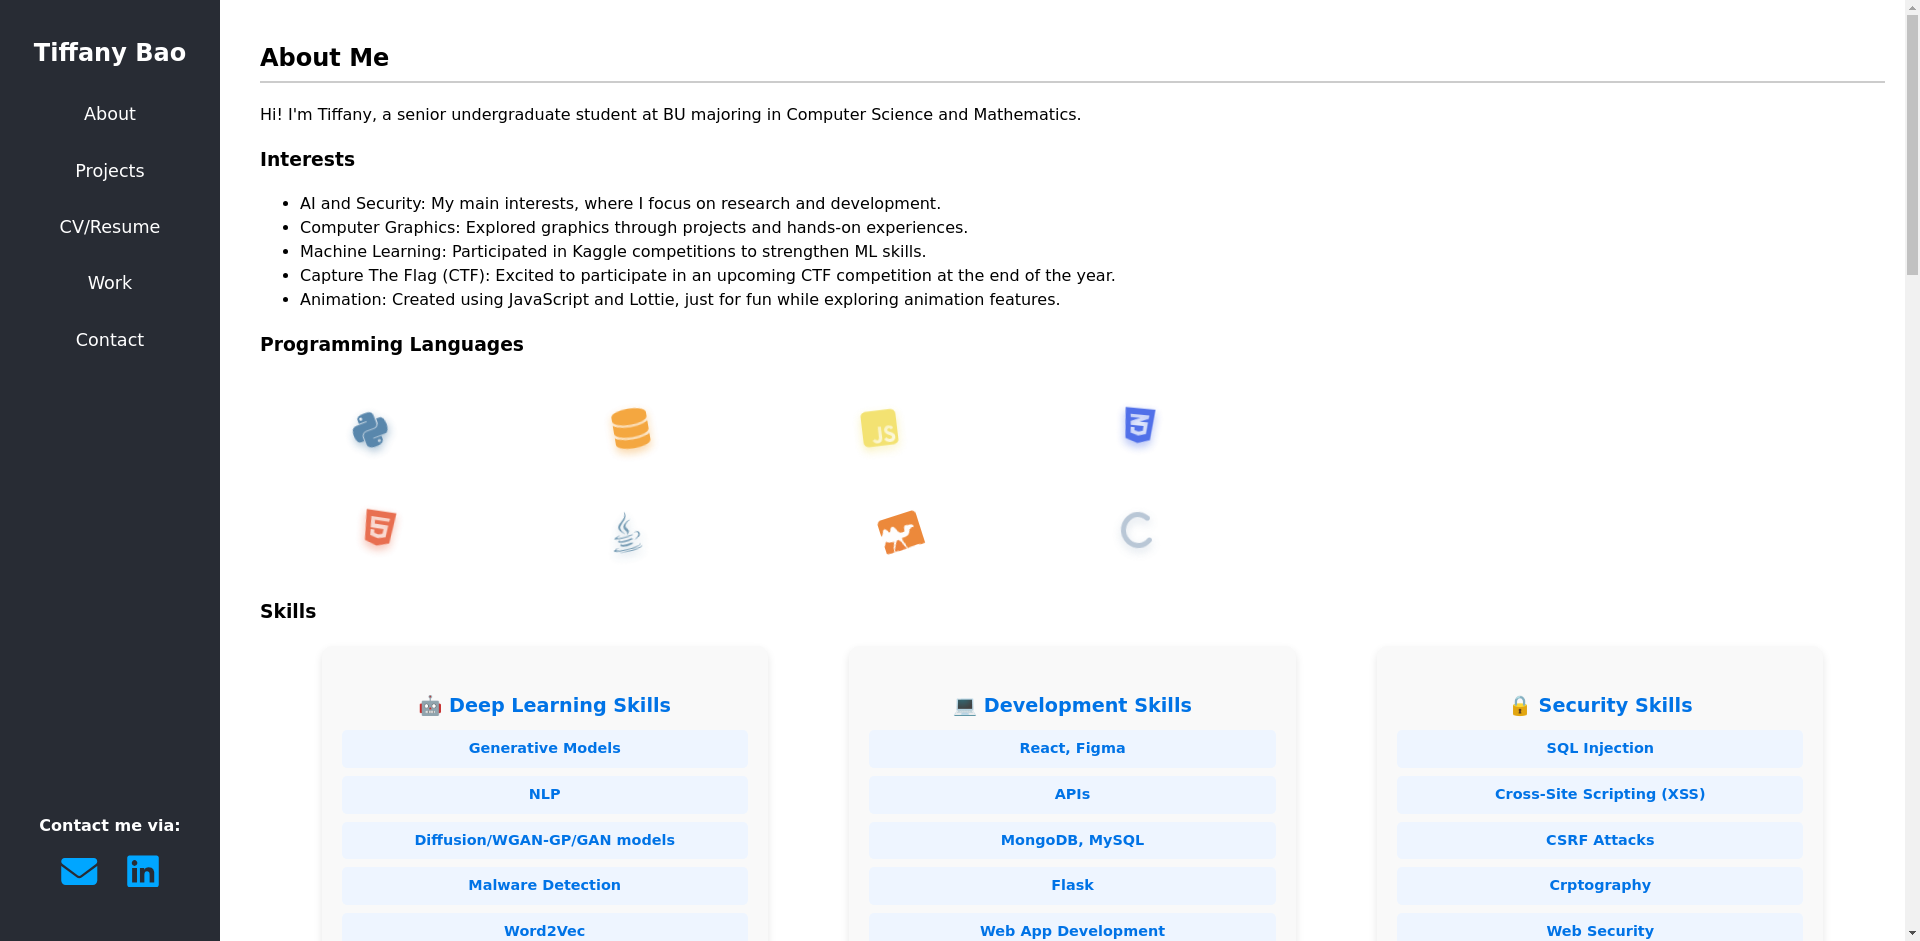 Tiffany Bao
About
Projects
CV/Resume
Work
Contact
Contact me via:
About Me
Hi! I'm Tiffany, a senior undergraduate student at BU majoring in Computer Science and Mathematics.
Interests
AI and Security: My main interests, where I focus on research and development.
Computer Graphics: Explored graphics through projects and hands-on experiences.
Machine Learning: Participated in Kaggle competitions to strengthen ML skills.
Capture The Flag (CTF): Excited to participate in an upcoming CTF competition at the end of the year.
Animation: Created using JavaScript and Lottie, just for fun while exploring animation features.
Programming Languages
JS
3
5
C
Skills
🤖 Deep Learning Skills
Generative Models
NLP
Diffusion/WGAN-GP/GAN models
Malware Detection
Word2Vec
💻 Development Skills
React, Figma
APIs
MongoDB, MySQL
Flask
Web App Development
🔒 Security Skills
SQL Injection
Cross-Site Scripting (XSS)
CSRF Attacks
Crptography
Web Security